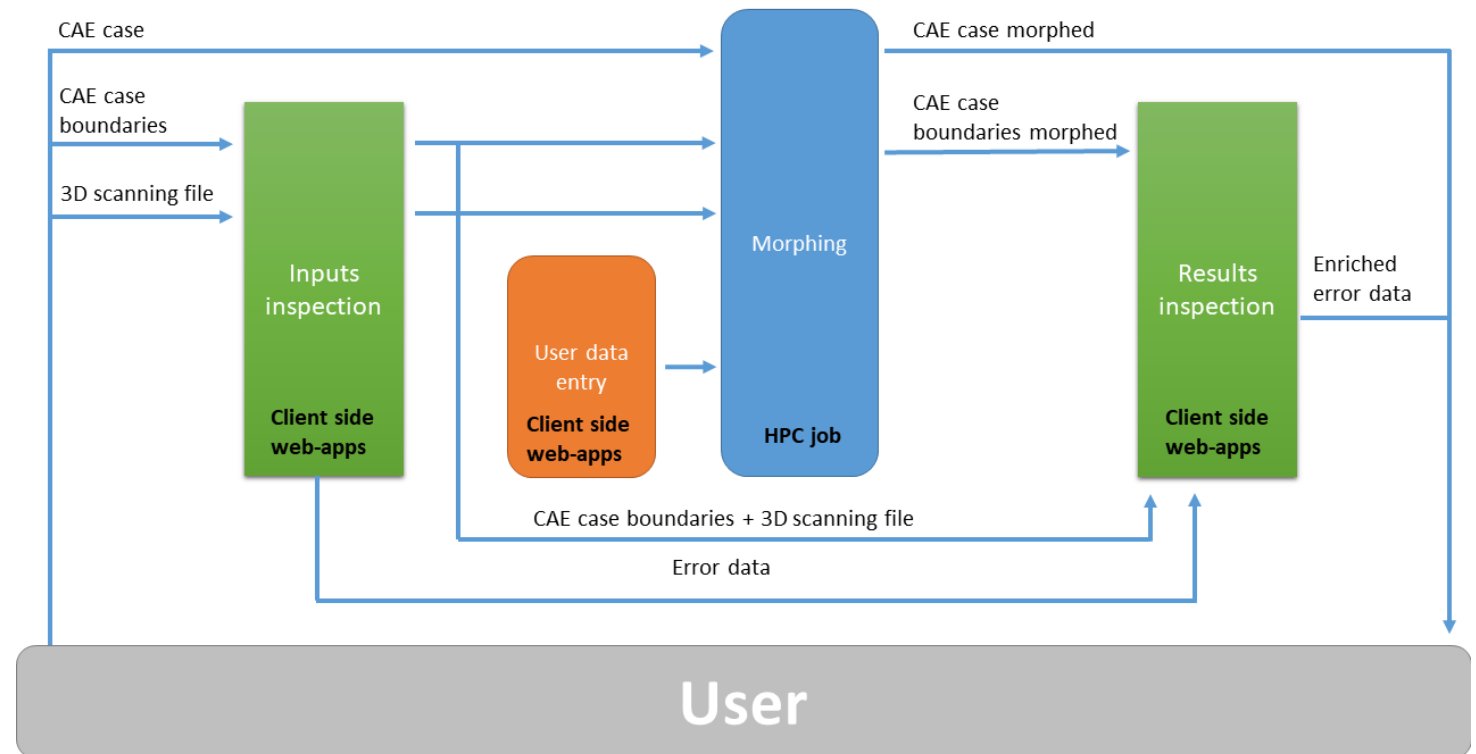 CAE case
CAE case morphed
CAE case
boundaries
CAE case
boundaries morphed
3D scanning file
Inputs
inspection
Client side
web-apps
User data
entry
Client side
web-apps
Morphing
HPC job
Results
inspection
Client side
web-apps
Enriched
error data
CAE case boundaries + 3D scanning file
Error data
User